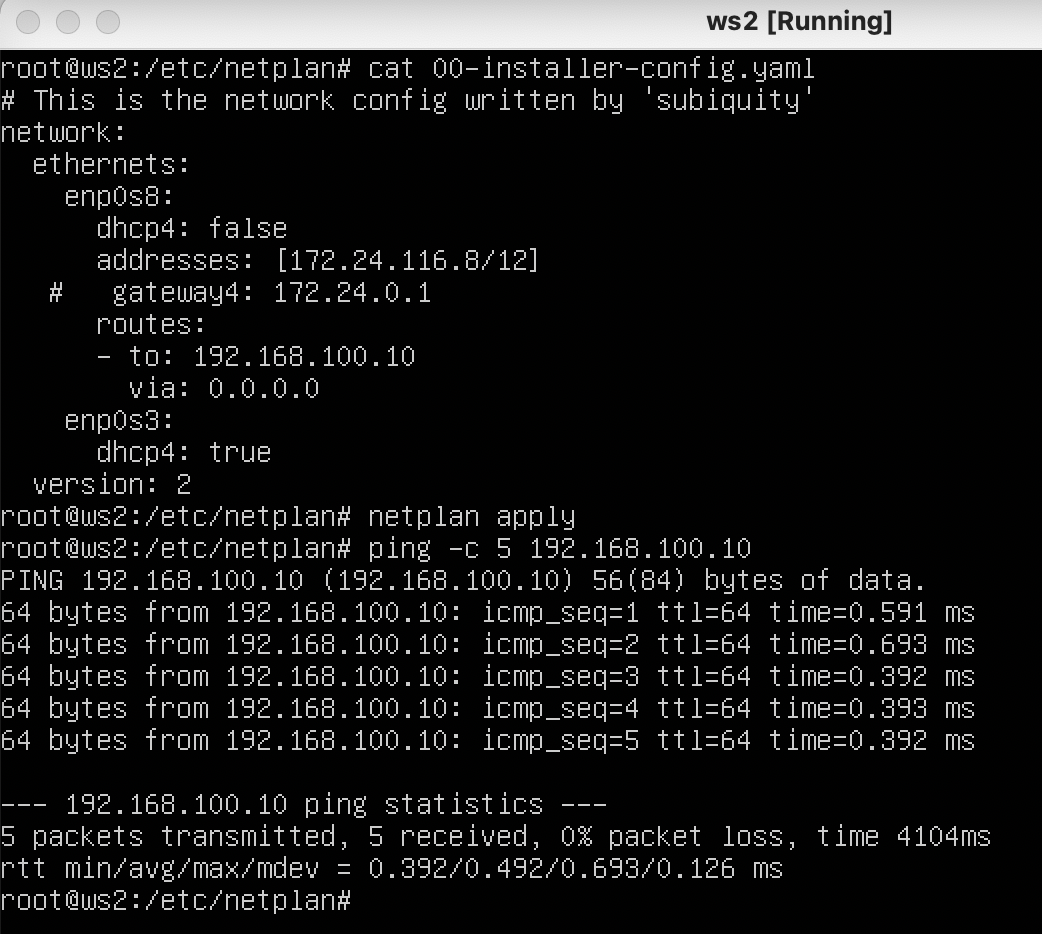 ws2 [Running]
root@ws2:/etc/netplan# cat 00-installer-config.yaml
# This is the network config written by 'subiquity'
network:
  ethernets:
    enp0s8:
      dhcp4: false
      addresses: [172.24.116.8/12]
   #   gateway4: 172.24.0.1
      routes:
      - to: 192.168.100.10
        via: 0.0.0.0
    enp0s3:
      dhcp4: true
  version: 2
root@ws2:/etc/netplan# netplan apply
root@ws2:/etc/netplan# ping -c 5 192.168.100.10
PING 192.168.100.10 (192.168.100.10) 56(84) bytes of data.
64 bytes from 192.168.100.10: icmp_seq=1 ttl=64 time=0.591 ms
64 bytes from 192.168.100.10: icmp_seq=2 ttl=64 time=0.693 ms
64 bytes from 192.168.100.10: icmp_seq=3 ttl=64 time=0.392 ms
64 bytes from 192.168.100.10: icmp_seq=4 ttl=64 time=0.393 ms
64 bytes from 192.168.100.10: icmp_seq=5 ttl=64 time=0.392 ms

--- 192.168.100.10 ping statistics ---
5 packets transmitted, 5 received, 0% packet loss, time 4104ms
rtt min/avg/max/mdev = 0.392/0.492/0.693/0.126 ms
root@ws2:/etc/netplan#